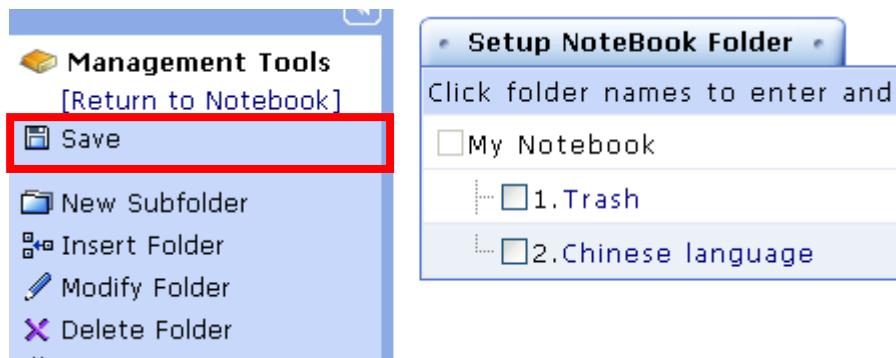 Management Tools
[Return to Notebook]
Save
New Subfolder
Insert Folder
Modify Folder
Delete Folder
Setup NoteBook Folder
Click folder names to enter and
My Notebook
1.Trash
2.Chinese language